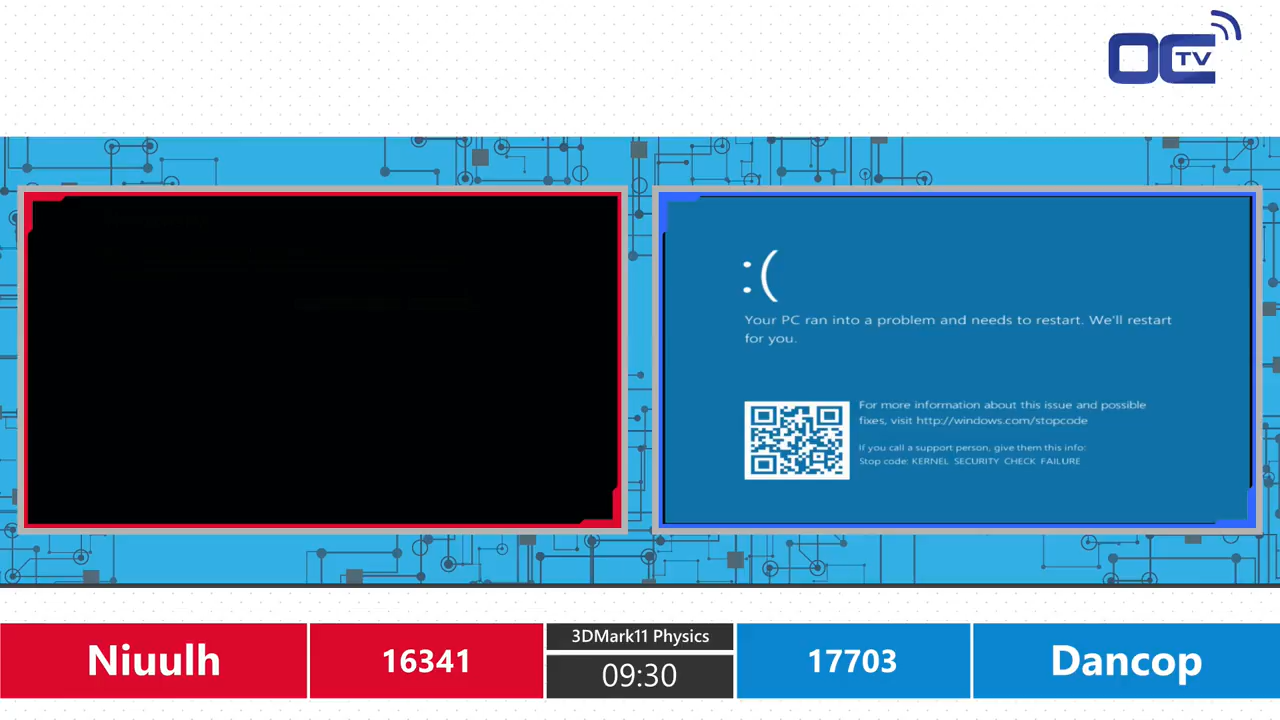 OC TV
:(
Your PC ran into a problem and needs to restart. We'll restart
for you.
For more information about this issue and possible
fixes, visit http://windows.com/stopcode
If you call a support person, give them this info:
Stop code: KERNEL SECURITY CHECK FAILURE
Niuulh
16341
3DMark11 Physics
09:30
17703
Dancop